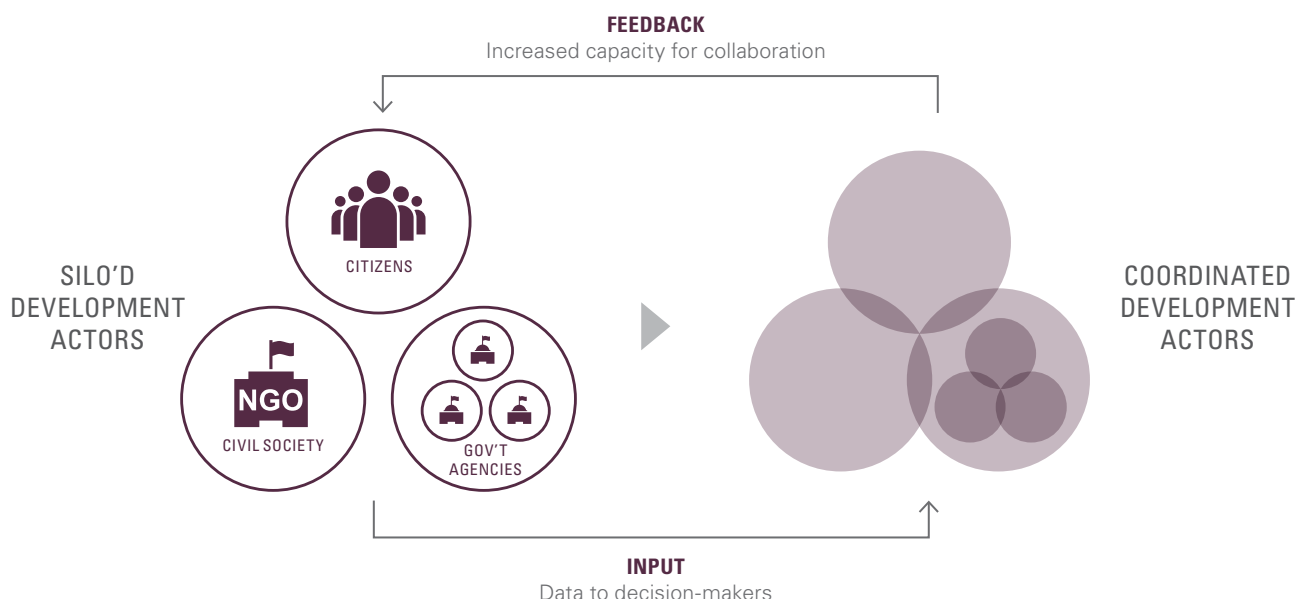 FEEDBACK
Increased capacity for collaboration
SILO'D
DEVELOPMENT
ACTORS
CITIZENS
NGO
CIVIL SOCIETY
GOV'T
AGENCIES
COORDINATED
DEVELOPMENT
ACTORS
INPUT
Data to decision-makers